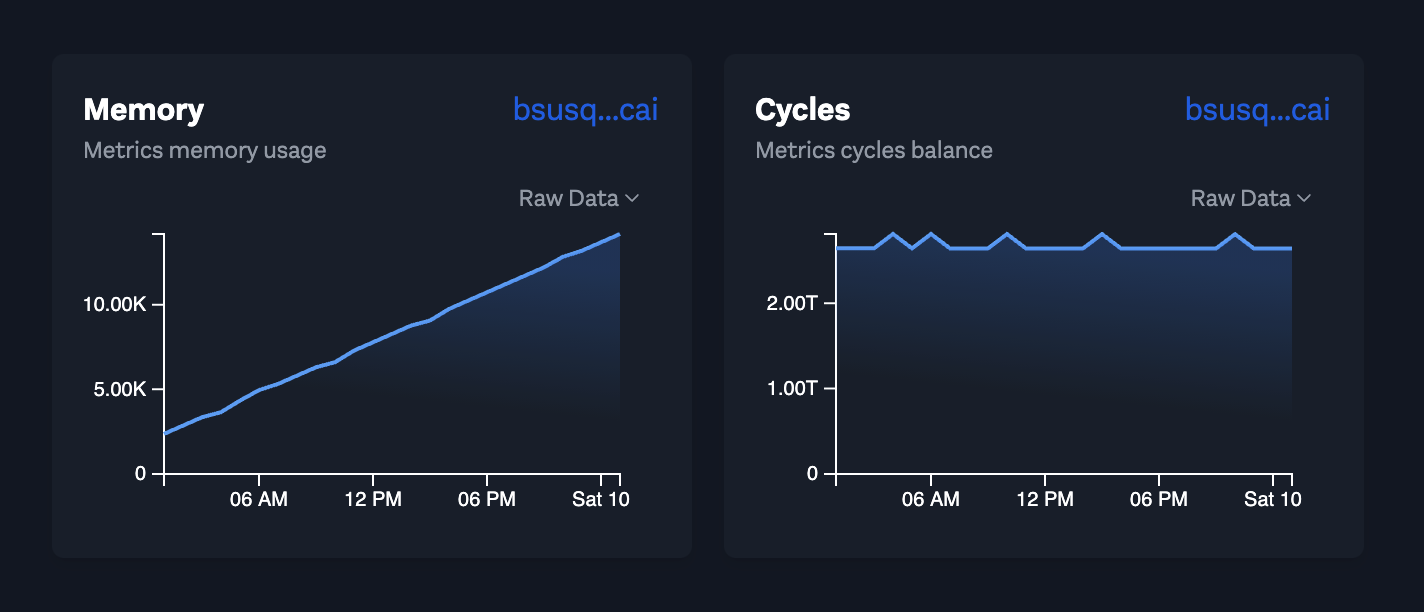 Memory
bsusq...cai
Metrics memory usage
Raw Data
10.00K
5.00K
0
06 AM
12 PM
06 PM
Sat 10
Cycles
bsusq...cai
Metrics cycles balance
Raw Data
2.00T
1.00T
0
06 AM
12 PM
06 PM
Sat 10